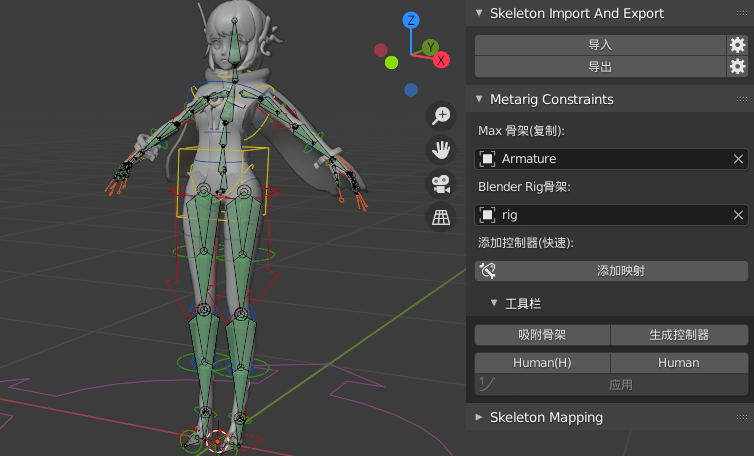 Z
Y
X
Skeleton Import And Export
导入
导出
Metarig Constraints
Max 骨架(复制):
Armature
Blender Rig骨架:
rig
添加控制器(快速):
添加映射
工具栏
吸附骨架 生成控制器
Human(H) Human
应用
Skeleton Mapping